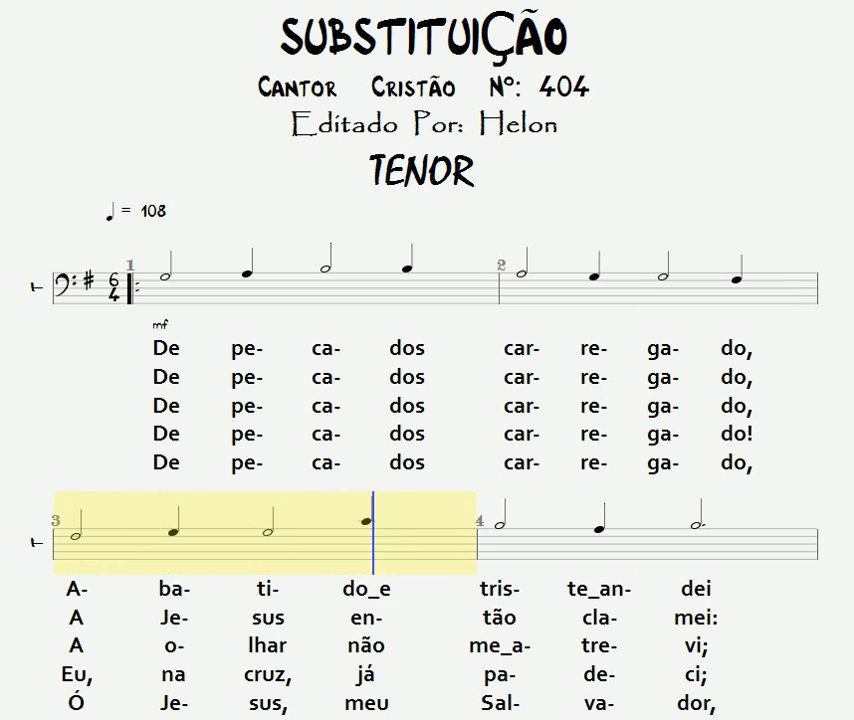 SUBSTITUIÇÃO
Cantor Cristão Nº: 404
Editado Por: Helon
TENOR
= 108
1 2
T 6 4
mf
De pe- ca- dos car- re- ga- do,
De pe- ca- dos car- re- ga- do,
De pe- ca- dos car- re- ga- do,
De pe- ca- dos car- re- ga- do!
De pe- ca- dos car- re- ga- do,
3 4
T
A- ba- ti- do_e tris- te_an- dei
A Je- sus en- tão cla- mei:
A o- lhar não me_a- tre- vi;
Eu, na cruz, já pa- de- ci;
Ó Je- sus, meu Sal- va- dor,